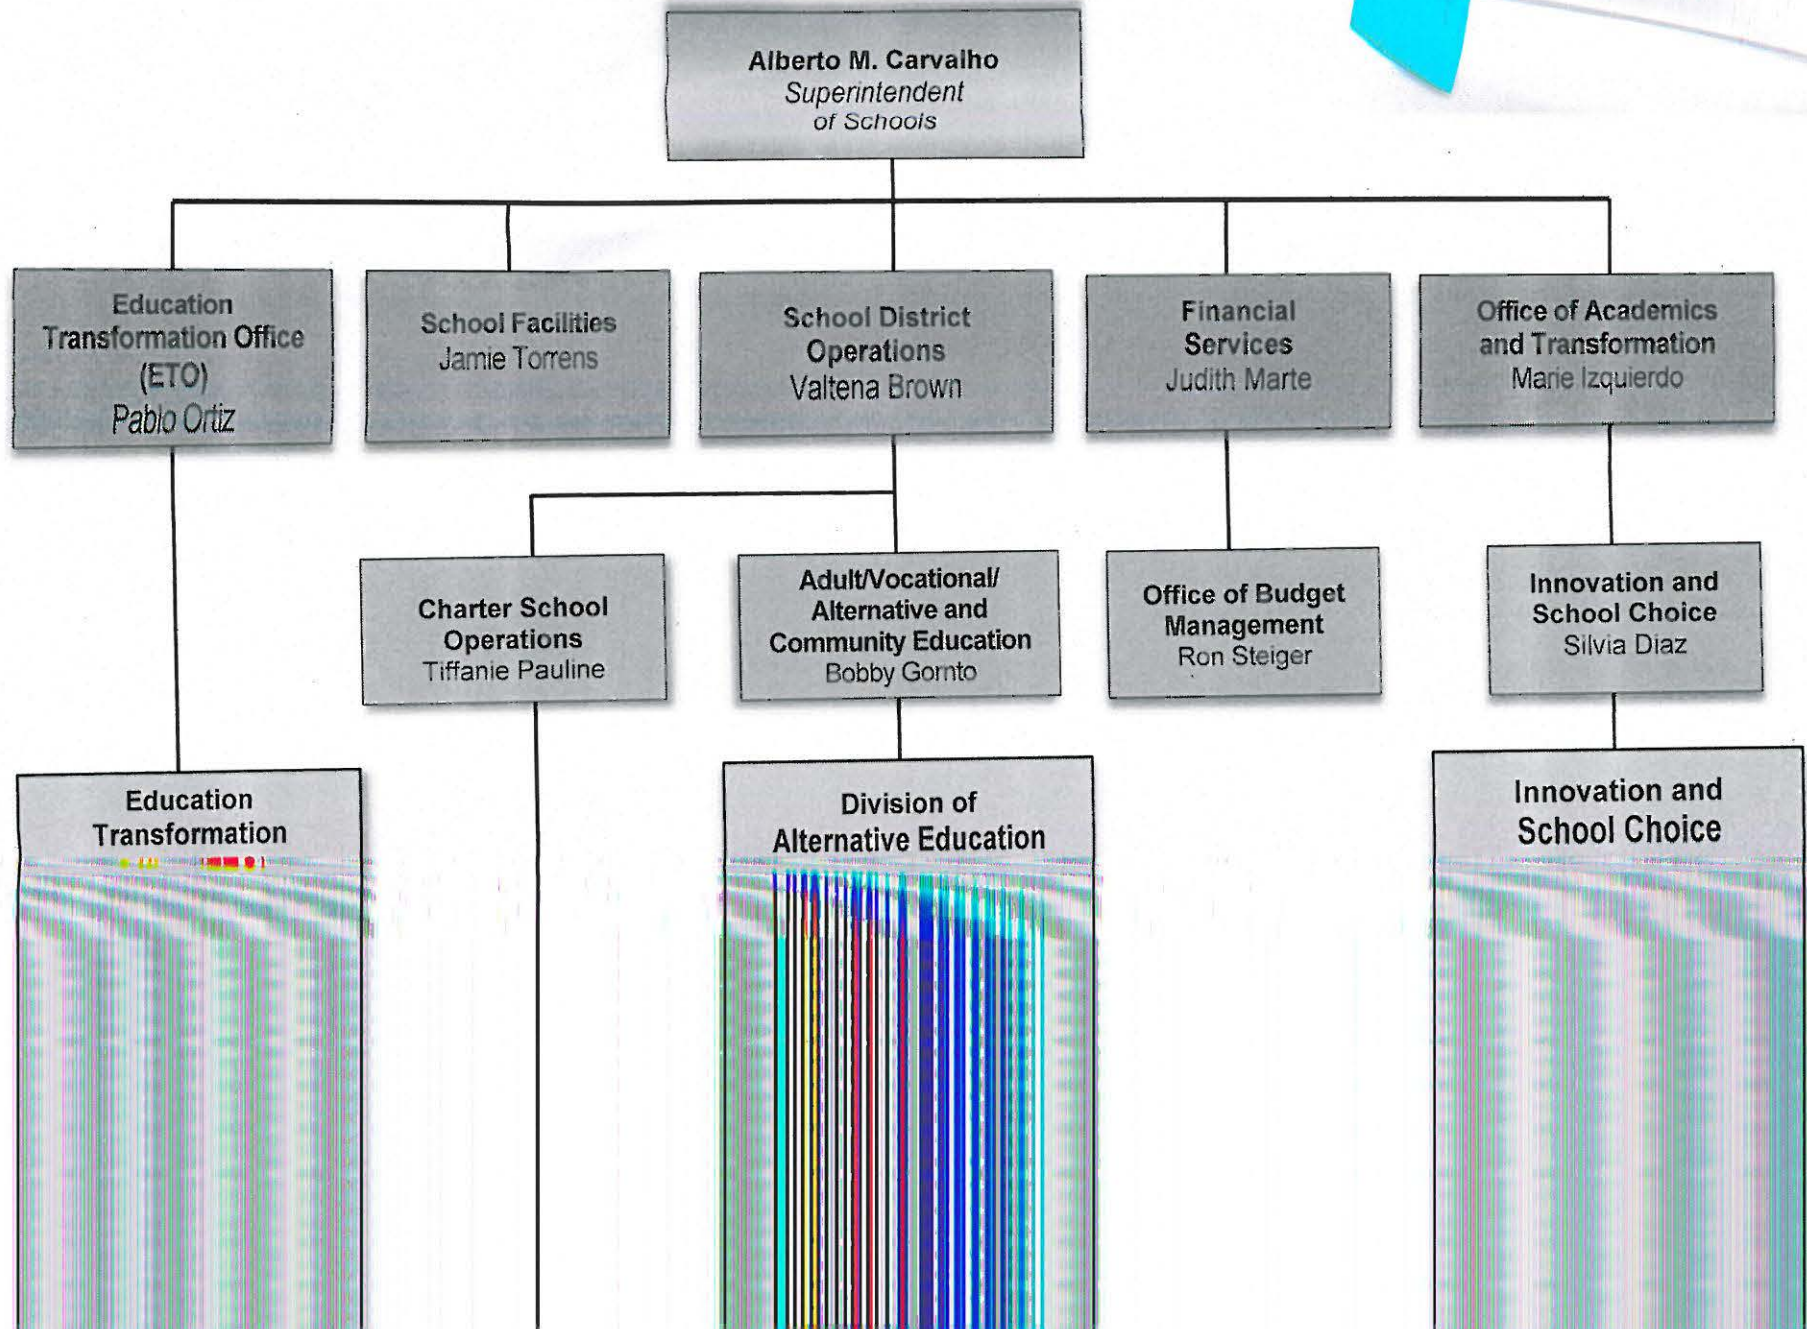 Alberto M. Carvalho
Superintendent
of Schools
Education
Transformation Office
(ETO)
Pablo Ortiz
School Facilities
Jamie Torrens
School District
Operations
Valtena Brown
Financial
Services
Judith Marte
Office of Academics
and Transformation
Marie Izquierdo
Charter School
Operations
Tiffanie Pauline
Adult/Vocational/
Alternative and
Community Education
Bobby Gornto
Office of Budget
Management
Ron Steiger
Innovation and
School Choice
Silvia Diaz
Education
Transformation
Division of
Alternative Education
Innovation and
School Choice